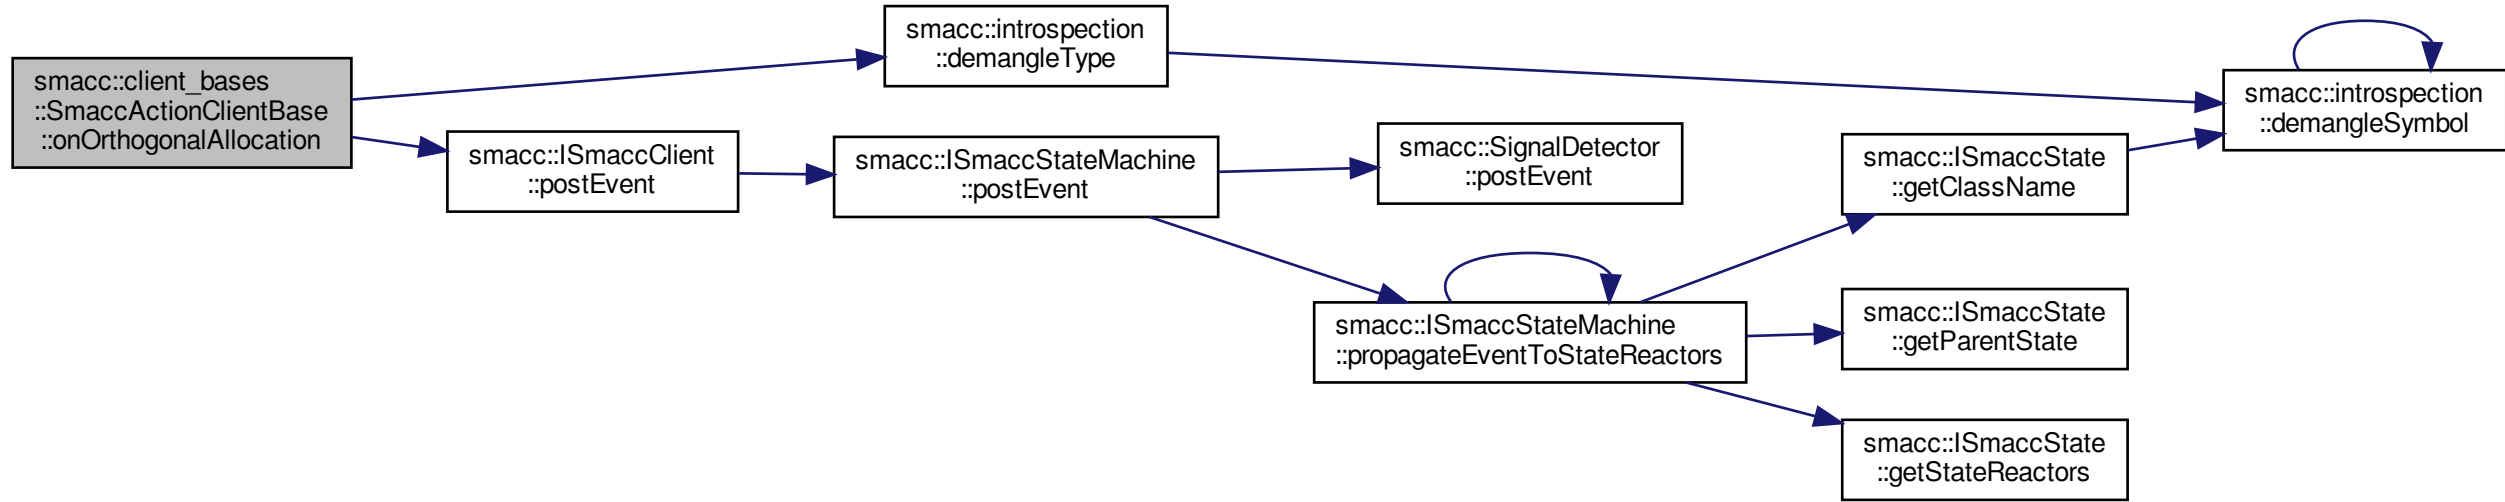 smacc::client_bases
::SmaccActionClientBase
::onOrthogonalAllocation
smacc::introspection
::demangleType
smacc::ISmaccClient
::postEvent
smacc::ISmaccStateMachine
::postEvent
smacc::SignalDetector
::postEvent
smacc::ISmaccStateMachine
::propagateEventToStateReactors
smacc::ISmaccState
::getClassName
smacc::ISmaccState
::getParentState
smacc::ISmaccState
::getStateReactors
smacc::introspection
::demangleSymbol